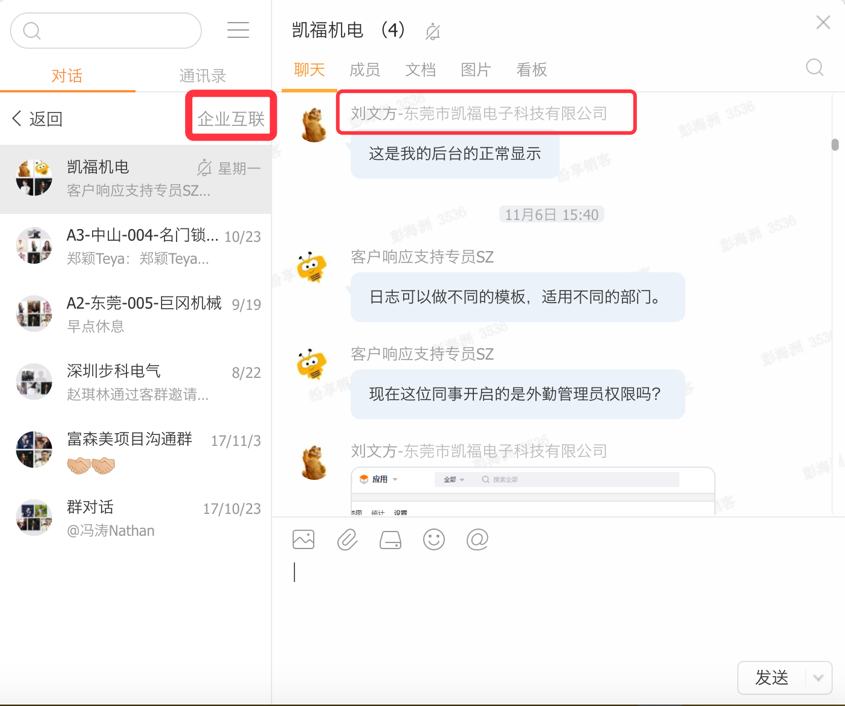 对话
通讯录
返回
企业互联
凯福机电
星期一
客户响应支持专员SZ...
A3-中山-004-名门锁...
10/23
郑颖Teya：郑颖Teya...
A2-东莞-005-巨冈机械
9/19
早点休息
深圳步科电气
8/22
赵琪林通过客群邀请...
富森美项目沟通群
17/11/3
群对话
17/10/23
@冯涛Nathan
凯福机电 （4）
聊天
成员
文档
图片
看板
刘文方-东莞市凯福电子科技有限公司
这是我的后台的正常显示
11月6日 15:40
客户响应支持专员SZ
日志可以做不同的模板，适用不同的部门。
客户响应支持专员SZ
现在这位同事开启的是外勤管理员权限吗?
刘文方-东莞市凯福电子科技有限公司
应用
全部
搜索全部
统计
设置
发送
彭海洲 3536
纷享销客